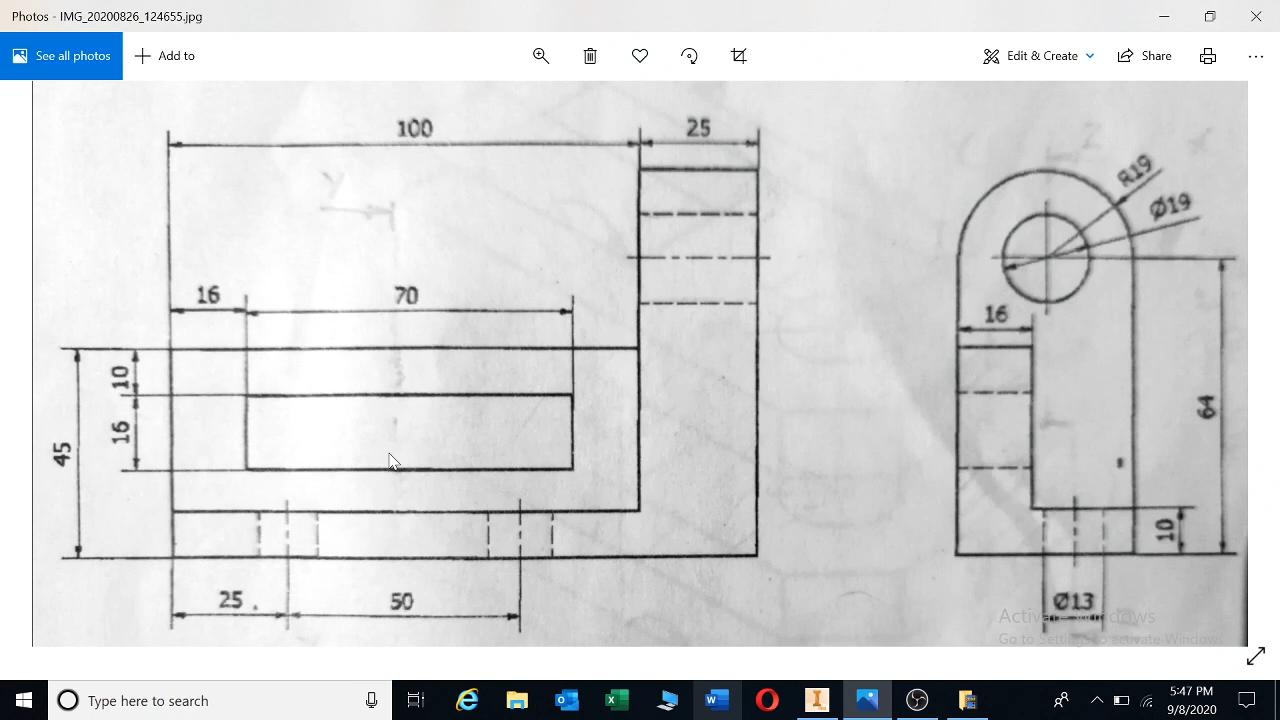 Photos - IMG_20200826_124655.jpg
See all photos
Add to
Edit & Create
Share
100
25
R19
Ø19
16
70
16
10
16
45
64
10
25
50
Ø13
Activate Windows
Go to Settings to activate Windows.
Type here to search
5:47 PM
9/8/2020